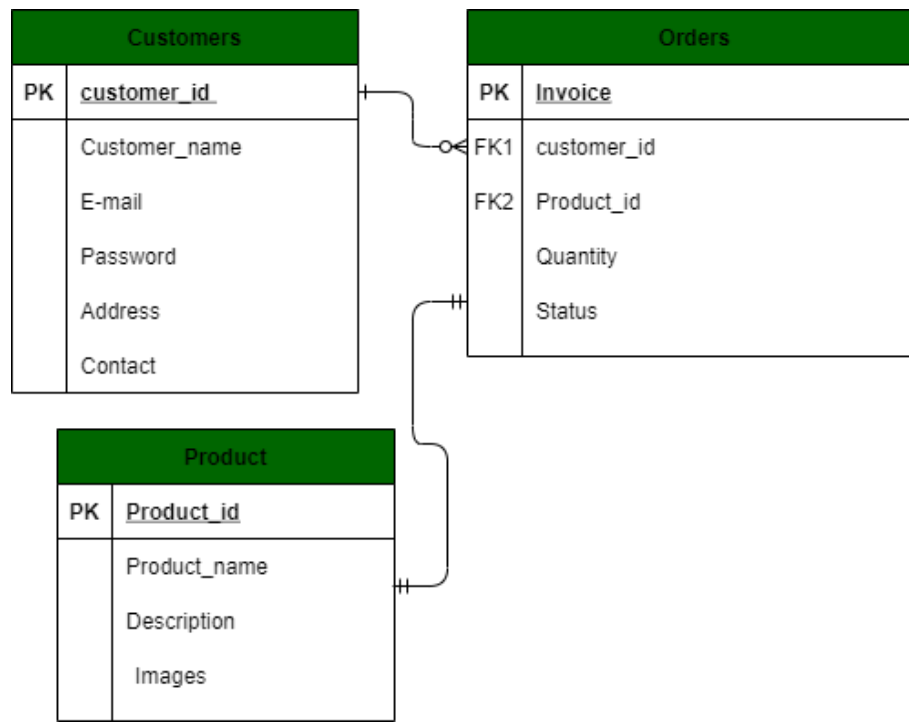 Customers
PK customer_id
Customer_name
E-mail
Password
Address
Contact
Orders
PK Invoice
FK1 customer_id
FK2 Product_id
Quantity
Status
Product
PK Product_id
Product_name
Description
Images